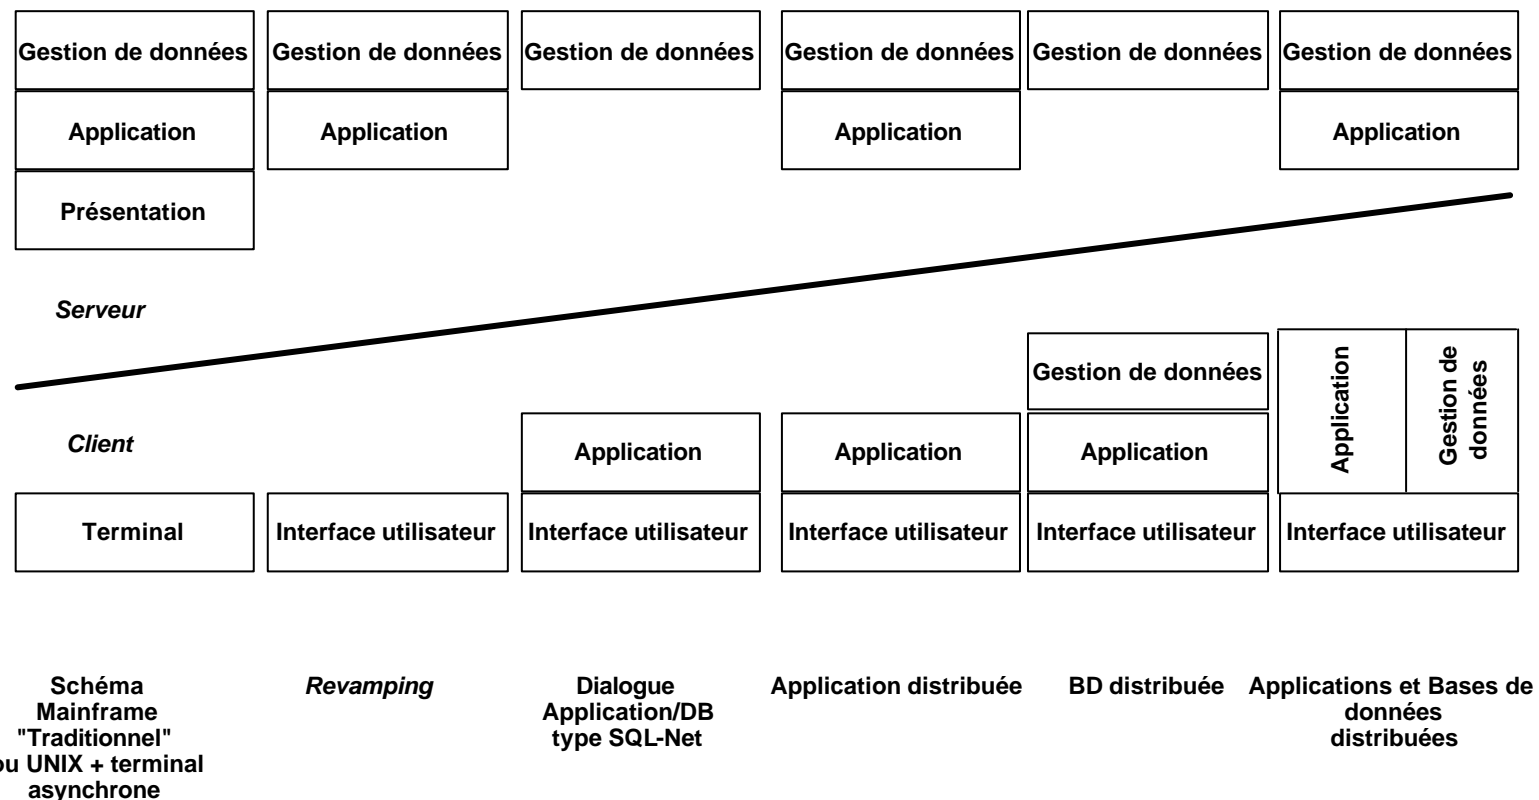 Gestion de données
Gestion de données
Gestion de données
Gestion de données
Gestion de données
Gestion de données
Application
Application
Application
Application
Présentation
Serveur
Gestion de données
Application
Gestion de
données
Client
Application
Application
Application
Terminal
Interface utilisateur
Interface utilisateur
Interface utilisateur
Interface utilisateur
Interface utilisateur
Schéma
Mainframe
"Traditionnel"
ou UNIX + terminal
asynchrone
Revamping
Dialogue
Application/DB
type SQL-Net
Application distribuée
BD distribuée
Applications et Bases de
données
distribuées